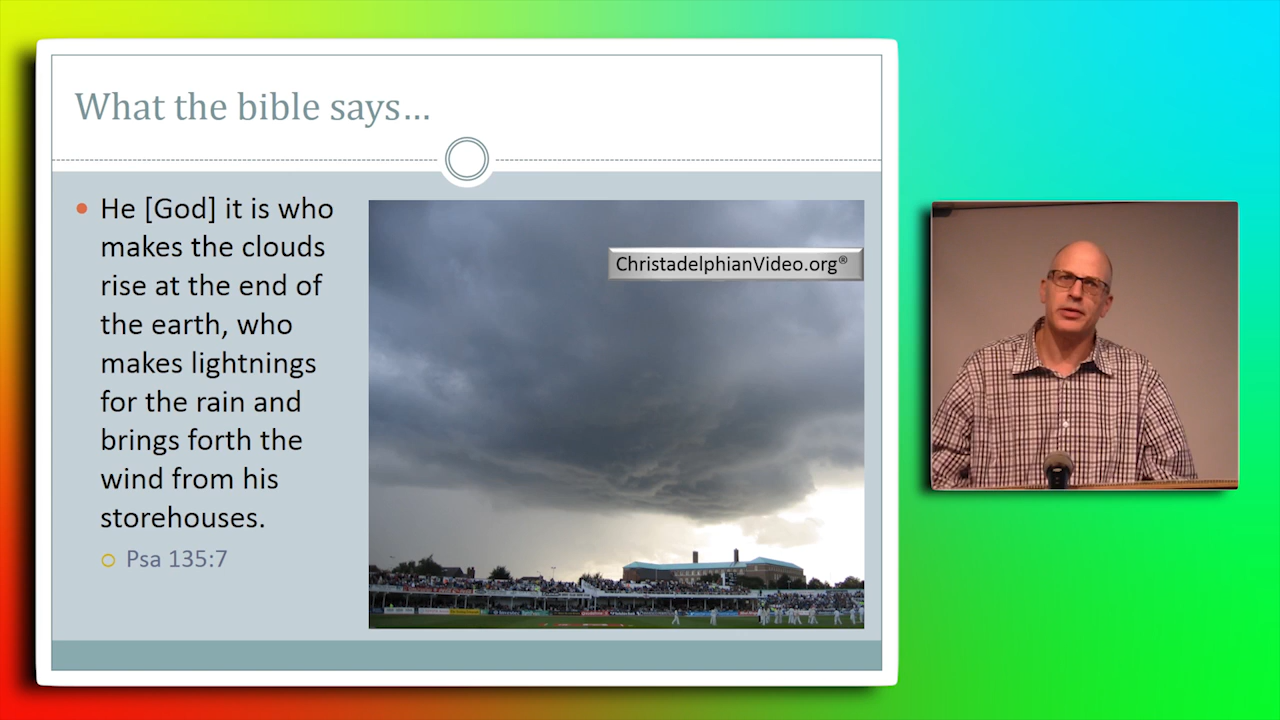 What the bible says…
He [God] it is who
makes the clouds
rise at the end of
the earth, who
makes lightnings
for the rain and
brings forth the
wind from his
storehouses.
Psa 135:7
ChristadelphianVideo.org®